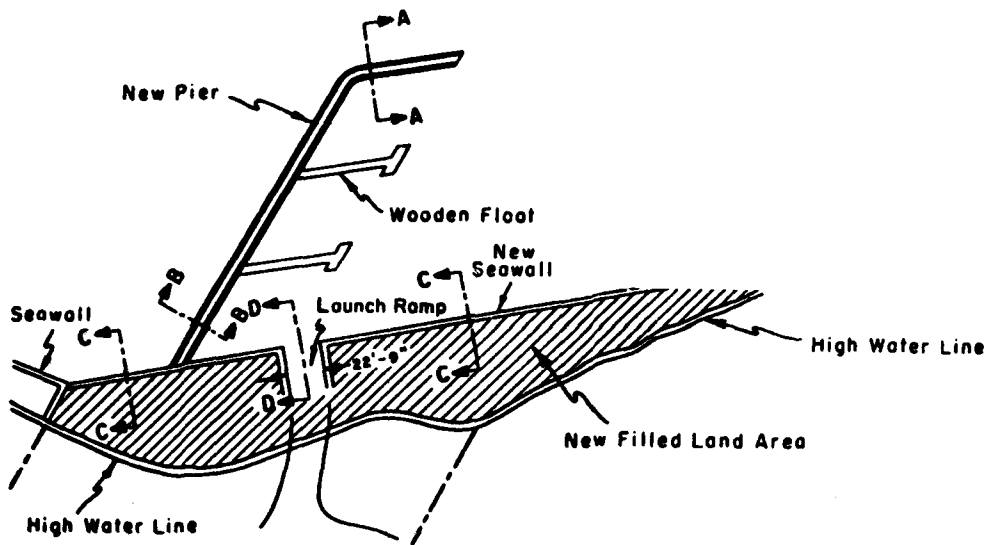 A
New Pier
A
Wooden Float
B
New
Seawall
C
B
D
Launch Ramp
Seawall
C
High Water Line
22'-9"
C
D
C
New Filled Land Area
High Water Line